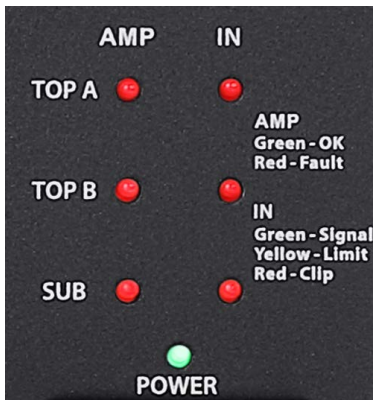 AMP IN
TOP A
AMP
Green - OK
Red - Fault
TOP B
IN
Green - Signal
Yellow - Limit
Red - Clip
SUB
POWER